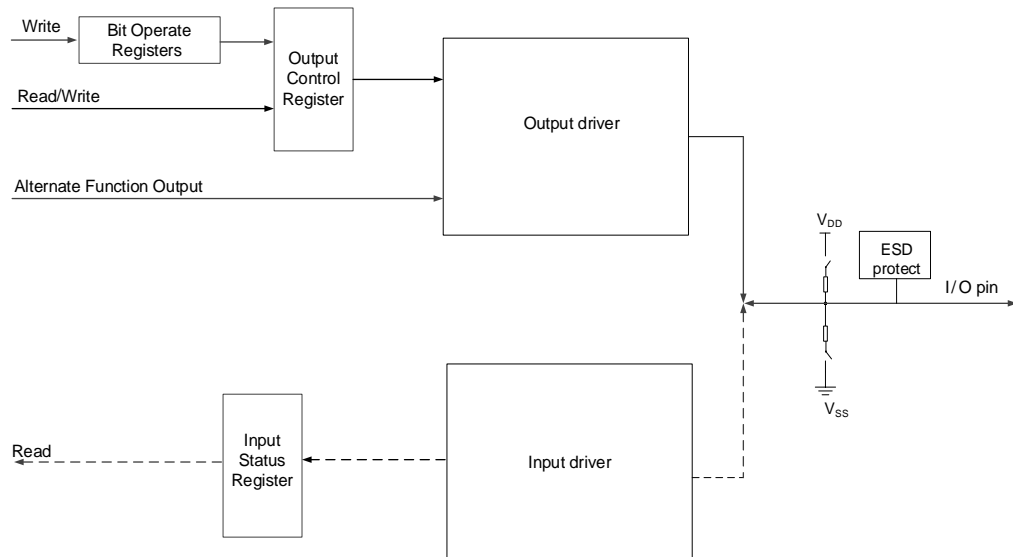 Write
Bit Operate
Registers
Output
Control
Register
Read/Write
Output driver
Alternate Function Output
VDD
ESD
protect
I/O pin
VSS
Input
Status
Register
Read
Input driver